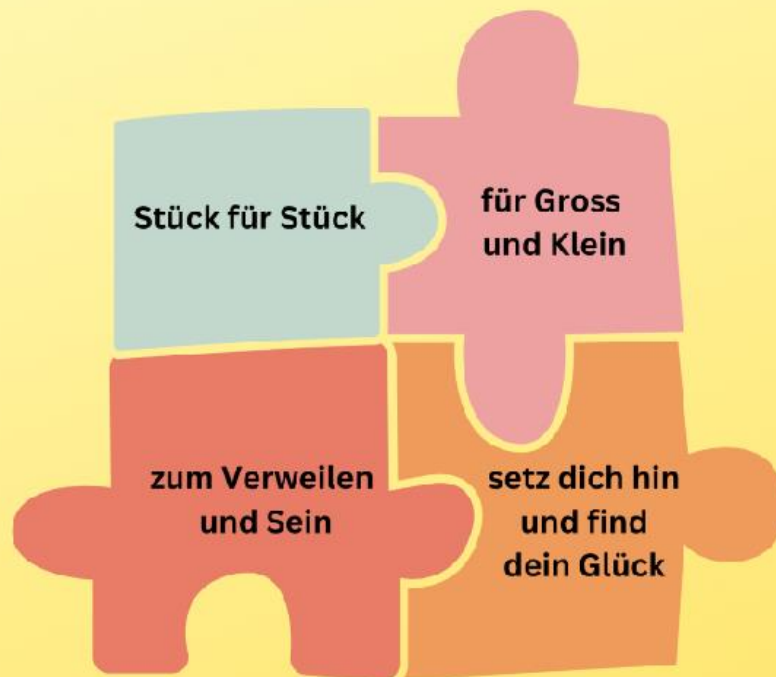 Stück für Stück
für Gross
und Klein
zum Verweilen
und Sein
setz dich hin
und find
dein Glück